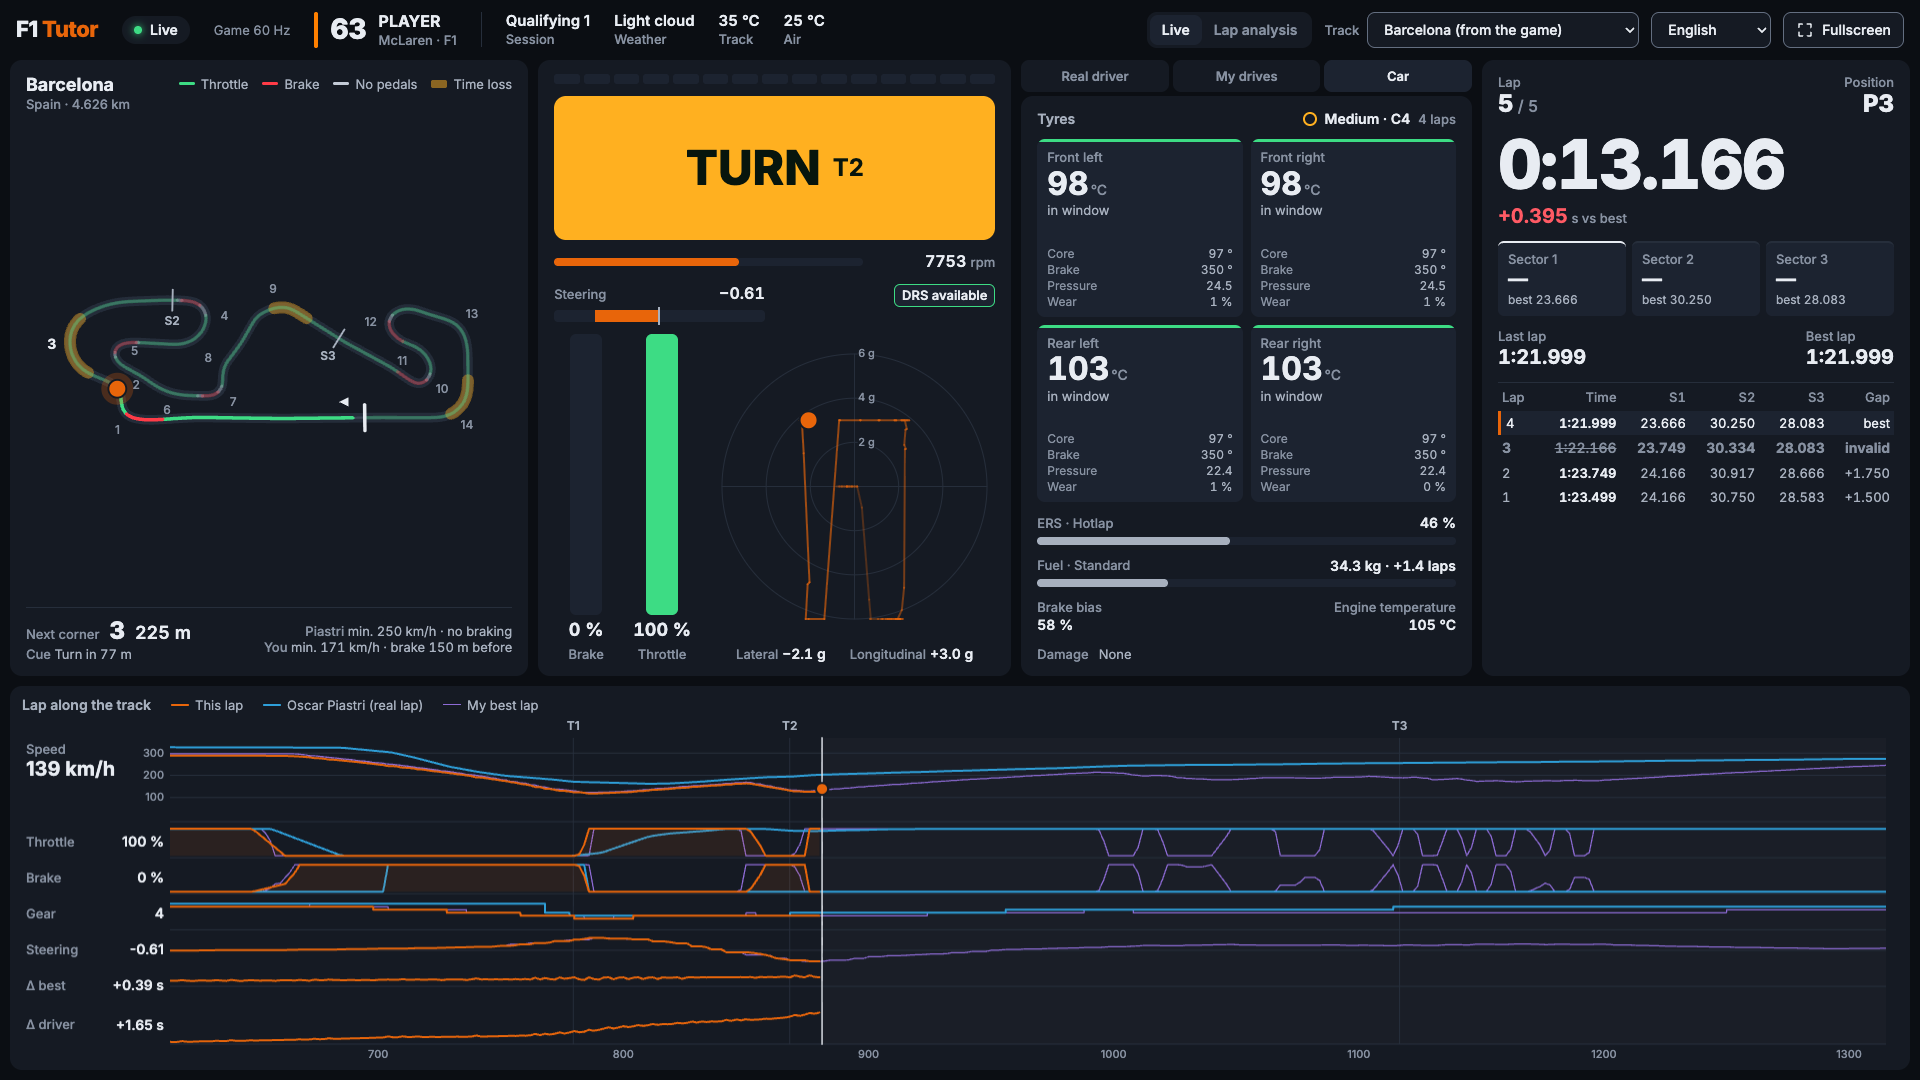 F1 Tutor
Live
Game 60 Hz
63
PLAYER
McLaren · F1
Qualifying 1
Session
Light cloud
Weather
35 °C
Track
25 °C
Air
Live
Lap analysis
Track
Barcelona (from the game)
English
Fullscreen
Barcelona
Spain · 4.626 km
Throttle
Brake
No pedals
Time loss
9
S2
4
12
13
3
5
8
S3
11
2
10
6
7
1
14
Next corner 3 225 m
Cue Turn in 77 m
Piastri min. 250 km/h · no braking
You min. 171 km/h · brake 150 m before
TURN T2
7753 rpm
Steering
−0.61
DRS available
6 g
4 g
2 g
0 %
Brake
100 %
Throttle
Lateral −2.1 g
Longitudinal +3.0 g
Real driver
My drives
Car
Tyres
Medium · C4 4 laps
Front left
98 °C
in window
Core 97 °
Brake 350 °
Pressure 24.5
Wear 1 %
Front right
98 °C
in window
Core 97 °
Brake 350 °
Pressure 24.5
Wear 1 %
Rear left
103 °C
in window
Core 97 °
Brake 350 °
Pressure 22.4
Wear 1 %
Rear right
103 °C
in window
Core 97 °
Brake 350 °
Pressure 22.4
Wear 0 %
ERS · Hotlap 46 %
Fuel · Standard 34.3 kg · +1.4 laps
Brake bias
58 %
Engine temperature
105 °C
Damage None
Lap
5 / 5
Position
P3
0:13.166
+0.395 s vs best
Sector 1
—
best 23.666
Sector 2
—
best 30.250
Sector 3
—
best 28.083
Last lap
1:21.999
Best lap
1:21.999
Lap Time S1 S2 S3 Gap
4 1:21.999 23.666 30.250 28.083 best
3 1:22.166 23.749 30.334 28.083 invalid
2 1:23.749 24.166 30.917 28.666 +1.750
1 1:23.499 24.166 30.750 28.583 +1.500
Lap along the track
This lap
Oscar Piastri (real lap)
My best lap
T1
T2
T3
Speed
139 km/h
300
200
100
Throttle 100 %
Brake 0 %
Gear 4
Steering -0.61
Δ best +0.39 s
Δ driver +1.65 s
700
800
900
1000
1100
1200
1300